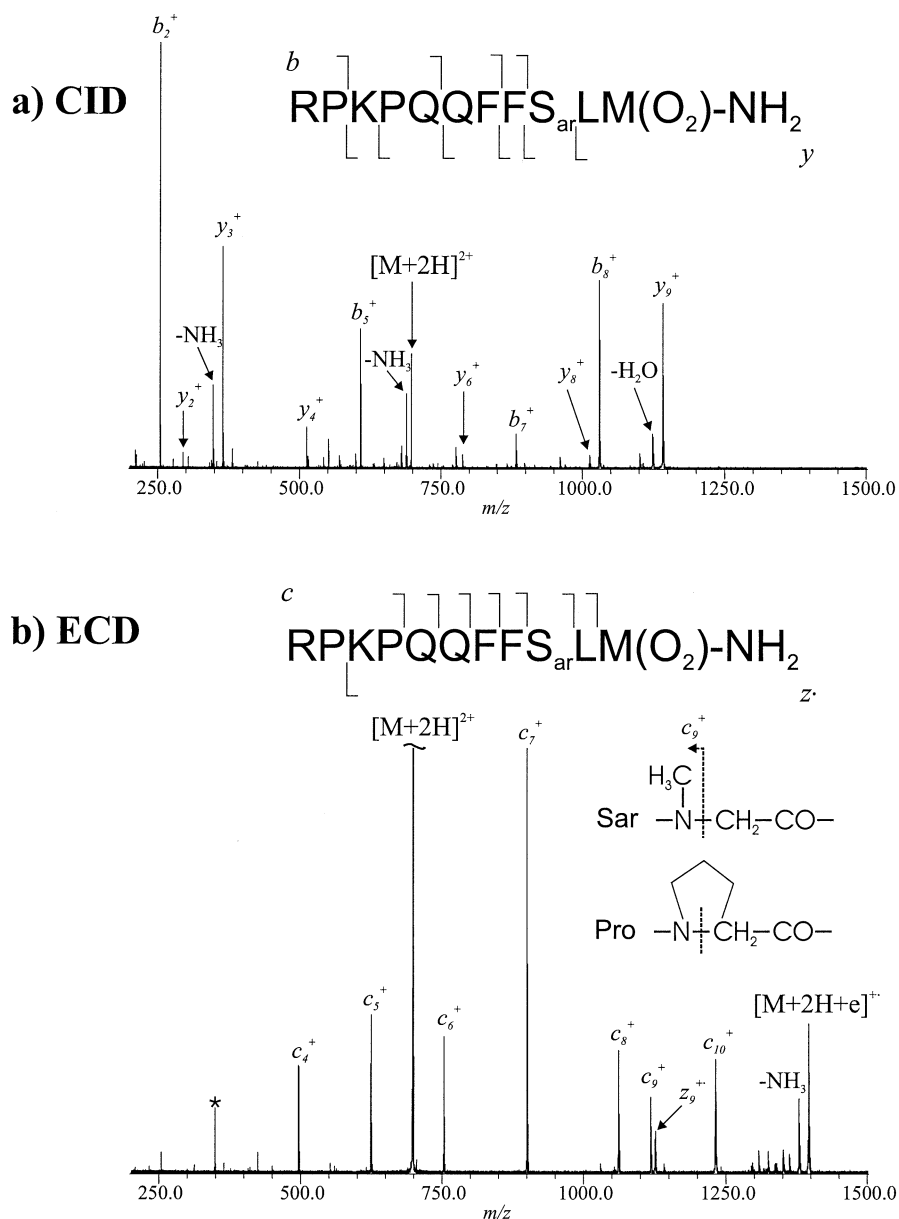 b₂⁺
a) CID
b
RPKPQQFFSₐᵣLM(O₂)-NH₂
y
y₃⁺
[M+2H]²⁺
b₈⁺
y₉⁺
b₅⁺
-NH₃
-NH₃
y₂⁺
y₄⁺
y₆⁺
b₇⁺
y₈⁺
-H₂O
250.0 500.0 750.0 1000.0 1250.0 1500.0
m/z
b) ECD
c
RPKPQQFFSₐᵣLM(O₂)-NH₂
z·
[M+2H]²⁺
c₇⁺
c₉⁺
H₃C
Sar –N–CH₂–CO–
Pro –N–CH₂–CO–
[M+2H+e]⁺·
c₅⁺
c₆⁺
c₄⁺
c₈⁺
c₉⁺
z₉⁺·
c₁₀⁺
-NH₃
*
250.0 500.0 750.0 1000.0 1250.0 1500.0
m/z